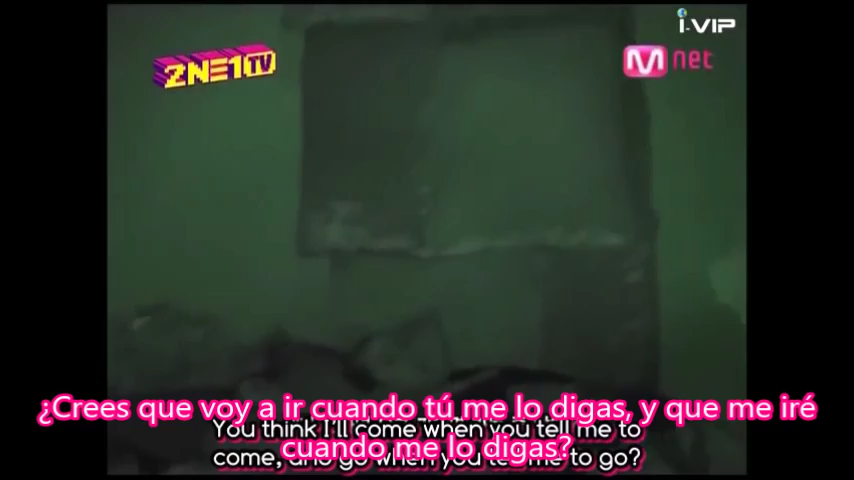 i-VIP
2NE1TV
M net
¿Crees que voy a ir cuando tú me lo digas, y que me iré
You think I'll come when you tell me to
cuando me lo digas?
come, and go when you tell me to go?